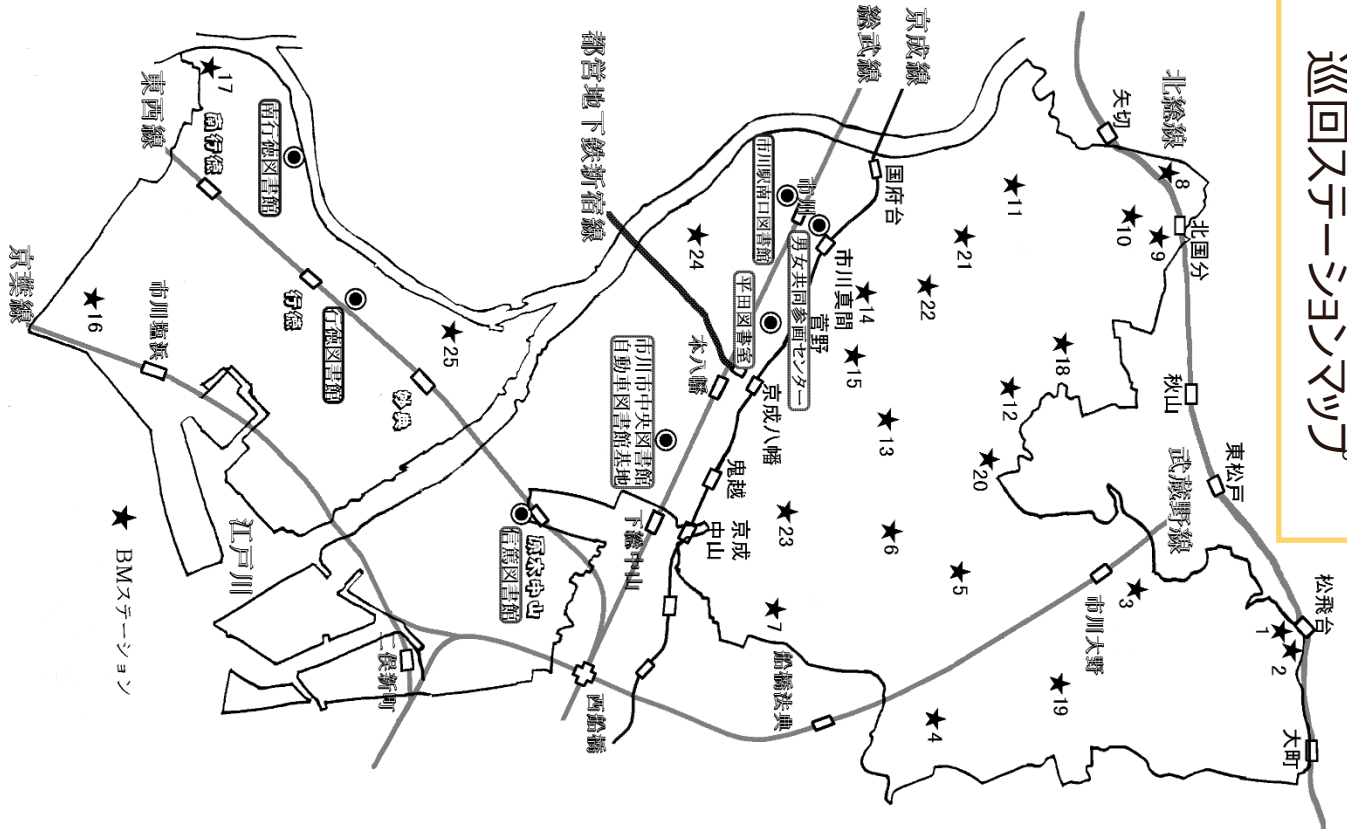 巡回ステーションマップ
北総線
矢切
北国分
秋山
東松戸
松飛台
大町
武蔵野線
市川大野
船橋法典
西船橋
京成線
国府台
市川真間
菅野
京成八幡
鬼越
京成
中山
総武線
市川
本八幡
下総中山
都営地下鉄新宿線
東西線
南行徳
行徳
妙典
原木中山
京葉線
市川塩浜
二俣新町
江戸川
市川駅南口図書館
男女共同参画センター
平田図書室
市川市中央図書館
自動車図書館基地
南行徳図書館
行徳図書館
信篤図書館
★ BMステーション
★1
★2
★3
★4
★5
★6
★7
★8
★9
★10
★11
★12
★13
★14
★15
★16
★17
★18
★19
★20
★21
★22
★23
★24
★25